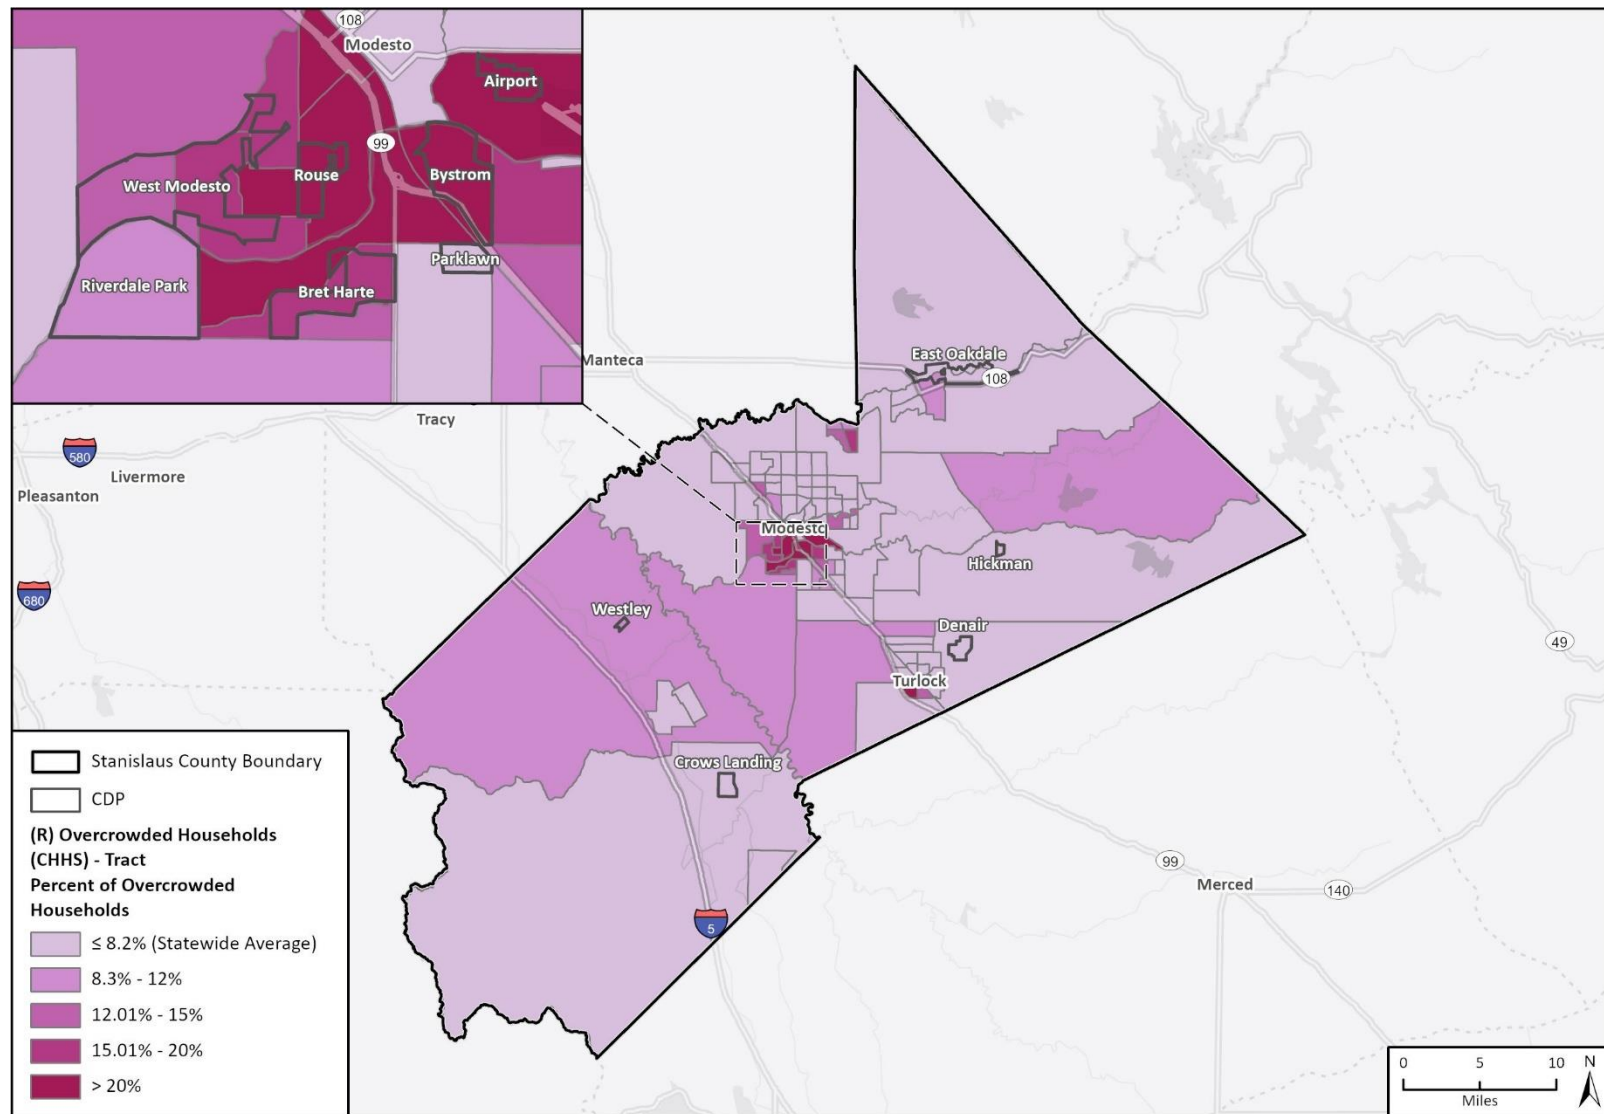 108
Modesto
Airport
99
West Modesto
Rouse
Bystrom
Riverdale Park
Bret Harte
Parklawn
Manteca
Tracy
580
Livermore
Pleasanton
680
East Oakdale
108
Modesto
Hickman
Westley
Denair
Turlock
Crows Landing
49
99
Merced
140
5
Stanislaus County Boundary
CDP
(R) Overcrowded Households
(CHHS) - Tract
Percent of Overcrowded
Households
≤ 8.2% (Statewide Average)
8.3% - 12%
12.01% - 15%
15.01% - 20%
> 20%
0 5 10
Miles
N